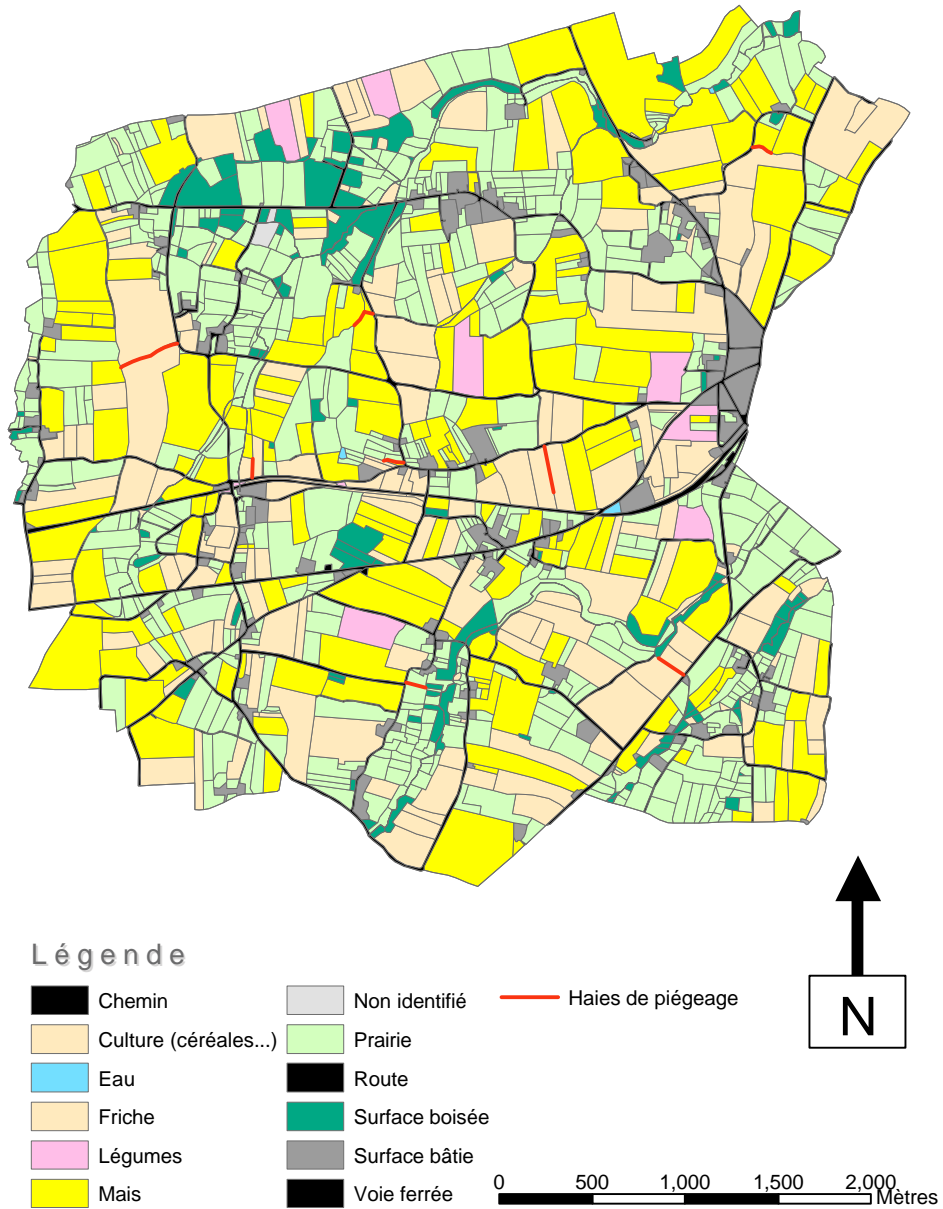 N
Légende
Chemin
Culture (céréales...)
Eau
Friche
Légumes
Mais
Non identifié
Prairie
Route
Surface boisée
Surface bâtie
Voie ferrée
Haies de piégeage
0 500 1,000 1,500 2,000
Mètres